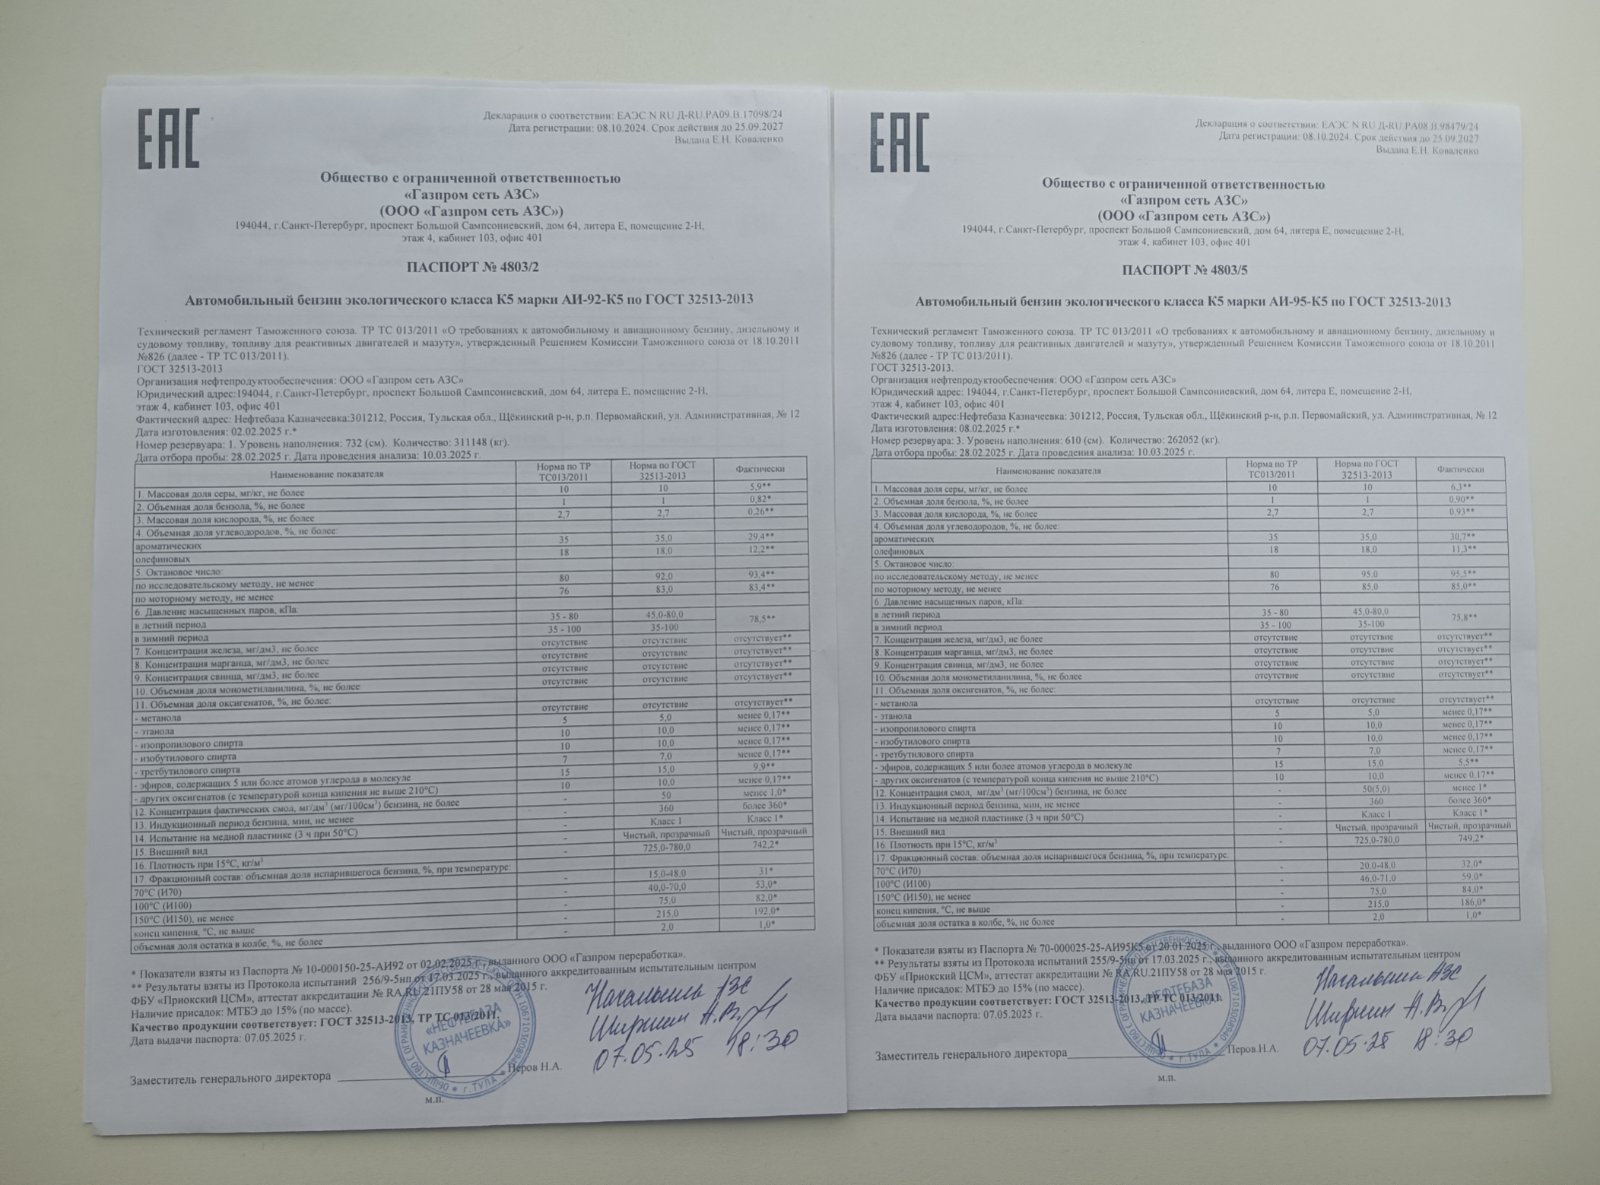 ЕАС
Декларация о соответствии: ЕАЭС N RU Д-RU.РА09.В.17098/24
Дата регистрации: 08.10.2024. Срок действия до 25.09.2027
Выдана Е.Н. Коваленко
Общество с ограниченной ответственностью
«Газпром сеть АЗС»
(ООО «Газпром сеть АЗС»)
194044, г.Санкт-Петербург, проспект Большой Сампсониевский, дом 64, литера Е, помещение 2-Н,
этаж 4, кабинет 103, офис 401
ПАСПОРТ № 4803/2
Автомобильный бензин экологического класса К5 марки АИ-92-К5 по ГОСТ 32513-2013
Технический регламент Таможенного союза. ТР ТС 013/2011 «О требованиях к автомобильному и авиационному бензину, дизельному и
судовому топливу, топливу для реактивных двигателей и мазуту», утвержденный Решением Комиссии Таможенного союза от 18.10.2011
№826 (далее - ТР ТС 013/2011).
ГОСТ 32513-2013
Организация нефтепродуктообеспечения: ООО «Газпром сеть АЗС»
Юридический адрес:194044, г.Санкт-Петербург, проспект Большой Сампсониевский, дом 64, литера Е, помещение 2-Н,
этаж 4, кабинет 103, офис 401
Фактический адрес: Нефтебаза Казначеевка:301212, Россия, Тульская обл., Щёкинский р-н, р.п. Первомайский, ул. Административная, № 12
Дата изготовления: 02.02.2025 г.*
Номер резервуара: 1. Уровень наполнения: 732 (см). Количество: 311148 (кг).
Дата отбора пробы: 28.02.2025 г. Дата проведения анализа: 10.03.2025 г.
Наименование показателя Норма по ТР ТС013/2011 Норма по ГОСТ 32513-2013 Фактически
1. Массовая доля серы, мг/кг, не более 10 10 5,9**
2. Объемная доля бензола, %, не более 1 1 0,82*
3. Массовая доля кислорода, %, не более 2,7 2,7 0,26**
4. Объемная доля углеводородов, %, не более:
ароматических 35 35,0 29,4**
олефиновых 18 18,0 12,2**
5. Октановое число:
по исследовательскому методу, не менее 80 92,0 93,4**
по моторному методу, не менее 76 83,0 83,4**
6. Давление насыщенных паров, кПа
в летний период 35 - 80 45,0-80,0 78,5**
в зимний период 35 - 100 35-100
7. Концентрация железа, мг/дм3, не более отсутствие отсутствие отсутствует**
8. Концентрация марганца, мг/дм3, не более отсутствие отсутствие отсутствует**
9. Концентрация свинца, мг/дм3, не более отсутствие отсутствие отсутствует**
10. Объемная доля монометиланилина, %, не более отсутствие отсутствие отсутствует**
11. Объемная доля оксигенатов, %, не более:
- метанола отсутствие отсутствие отсутствует**
- этанола 5 5,0 менее 0,17**
- изопропилового спирта 10 10,0 менее 0,17**
- изобутилового спирта 10 10,0 менее 0,17**
- третбутилового спирта 7 7,0 менее 0,17**
- эфиров, содержащих 5 или более атомов углерода в молекуле 15 15,0 9,9**
- других оксигенатов (с температурой конца кипения не выше 210°С) 10 10,0 менее 0,17**
12. Концентрация фактических смол, мг/дм³ (мг/100см³) бензина, не более - 50 менее 1,0*
13. Индукционный период бензина, мин, не менее - 360 более 360*
14. Испытание на медной пластинке (3 ч при 50°С) - Класс 1 Класс 1*
15. Внешний вид - Чистый, прозрачный Чистый, прозрачный
16. Плотность при 15°С, кг/м³ - 725,0-780,0 742,2*
17. Фракционный состав: объемная доля испарившегося бензина, %, при температуре:
70°С (И70) - 15,0-48,0 31*
100°С (И100) - 40,0-70,0 53,0*
150°С (И150), не менее - 75,0 82,0*
конец кипения, °С, не выше - 215,0 192,0*
объемная доля остатка в колбе, %, не более - 2,0 1,0*
* Показатели взяты из Паспорта № 10-000150-25-АИ92 от 02.02.2025 г., выданного ООО «Газпром переработка».
** Результаты взяты из Протокола испытаний 256/9-5нп от 17.03.2025 г., выданного аккредитованным испытательным центром
ФБУ «Приокский ЦСМ», аттестат аккредитации № RA.RU.21ПУ58 от 28 мая 2015 г.
Наличие присадок: МТБЭ до 15% (по массе).
Качество продукции соответствует: ГОСТ 32513-2013, ТР ТС 013/2011.
Дата выдачи паспорта: 07.05.2025 г.
Заместитель генерального директора Перов Н.А.
м.п.
«НЕФТЕБАЗА
КАЗНАЧЕЕВКА»
г.ТУЛА
Начальник АЗС
Ширшин А.В.
07.05.25 18:30
ЕАС
Декларация о соответствии: ЕАЭС N RU Д-RU.РА08.В.98479/24
Дата регистрации: 08.10.2024. Срок действия до 25.09.2027
Выдана Е.Н. Коваленко
Общество с ограниченной ответственностью
«Газпром сеть АЗС»
(ООО «Газпром сеть АЗС»)
194044, г.Санкт-Петербург, проспект Большой Сампсониевский, дом 64, литера Е, помещение 2-Н,
этаж 4, кабинет 103, офис 401
ПАСПОРТ № 4803/5
Автомобильный бензин экологического класса К5 марки АИ-95-К5 по ГОСТ 32513-2013
Технический регламент Таможенного союза. ТР ТС 013/2011 «О требованиях к автомобильному и авиационному бензину, дизельному и
судовому топливу, топливу для реактивных двигателей и мазуту», утвержденный Решением Комиссии Таможенного союза от 18.10.2011
№826 (далее - ТР ТС 013/2011).
ГОСТ 32513-2013.
Организация нефтепродуктообеспечения: ООО «Газпром сеть АЗС»
Юридический адрес: 194044, г.Санкт-Петербург, проспект Большой Сампсониевский, дом 64, литера Е, помещение 2-Н,
этаж 4, кабинет 103, офис 401
Фактический адрес:Нефтебаза Казначеевка: 301212, Россия, Тульская обл., Щёкинский р-н, р.п. Первомайский, ул. Административная, № 12
Дата изготовления: 08.02.2025 г.*
Номер резервуара: 3. Уровень наполнения: 610 (см). Количество: 262052 (кг).
Дата отбора пробы: 28.02.2025 г. Дата проведения анализа: 10.03.2025 г.
Наименование показателя Норма по ТР ТС013/2011 Норма по ГОСТ 32513-2013 Фактически
1. Массовая доля серы, мг/кг, не более 10 10 6,3**
2. Объемная доля бензола, %, не более 1 1 0,90**
3. Массовая доля кислорода, %, не более 2,7 2,7 0,93**
4. Объемная доля углеводородов, %, не более:
ароматических 35 35,0 30,7**
олефиновых 18 18,0 11,3**
5. Октановое число:
по исследовательскому методу, не менее 80 95,0 95,5**
по моторному методу, не менее 76 85,0 85,0**
6. Давление насыщенных паров, кПа
в летний период 35 - 80 45,0-80,0 75,8**
в зимний период 35 - 100 35-100
7. Концентрация железа, мг/дм3, не более отсутствие отсутствие отсутствует**
8. Концентрация марганца, мг/дм3, не более отсутствие отсутствие отсутствует**
9. Концентрация свинца, мг/дм3, не более отсутствие отсутствие отсутствует**
10. Объемная доля монометиланилина, %, не более отсутствие отсутствие отсутствует**
11. Объемная доля оксигенатов, %, не более:
- метанола отсутствие отсутствие отсутствует**
- этанола 5 5,0 менее 0,17**
- изопропилового спирта 10 10,0 менее 0,17**
- изобутилового спирта 10 10,0 менее 0,17**
- третбутилового спирта 7 7,0 менее 0,17**
- эфиров, содержащих 5 или более атомов углерода в молекуле 15 15,0 5,5**
- других оксигенатов (с температурой конца кипения не выше 210°С) 10 10,0 менее 0,17**
12. Концентрация смол, мг/дм³ (мг/100см³) бензина, не более - 50(5,0) менее 1*
13. Индукционный период бензина, мин, не менее - 360 более 360*
14. Испытание на медной пластинке (3 ч при 50°С) - Класс 1 Класс 1*
15. Внешний вид - Чистый, прозрачный Чистый, прозрачный
16. Плотность при 15°С, кг/м³ - 725,0-780,0 749,2*
17. Фракционный состав: объемная доля испарившегося бензина, %, при температуре:
70°С (И70) - 20,0-48,0 32,0*
100°С (И100) - 46,0-71,0 59,0*
150°С (И150), не менее - 75,0 84,0*
конец кипения, °С, не выше - 215,0 186,0*
объемная доля остатка в колбе, %, не более - 2,0 1,0*
* Показатели взяты из Паспорта № 70-000025-25-АИ95К5 от 20.01.2025 г., выданного ООО «Газпром переработка».
** Результаты взяты из Протокола испытаний 255/9-5нп от 17.03.2025 г., выданного аккредитованным испытательным центром
ФБУ «Приокский ЦСМ», аттестат аккредитации № RA.RU.21ПУ58 от 28 мая 2015 г.
Наличие присадок: МТБЭ до 15% (по массе).
Качество продукции соответствует: ГОСТ 32513-2013, ТР ТС 013/2011.
Дата выдачи паспорта: 07.05.2025 г.
Заместитель генерального директора Перов Н.А.
м.п.
«НЕФТЕБАЗА
КАЗНАЧЕЕВКА»
г.ТУЛА
Начальник АЗС
Ширшин А.В.
07.05.25 18:30